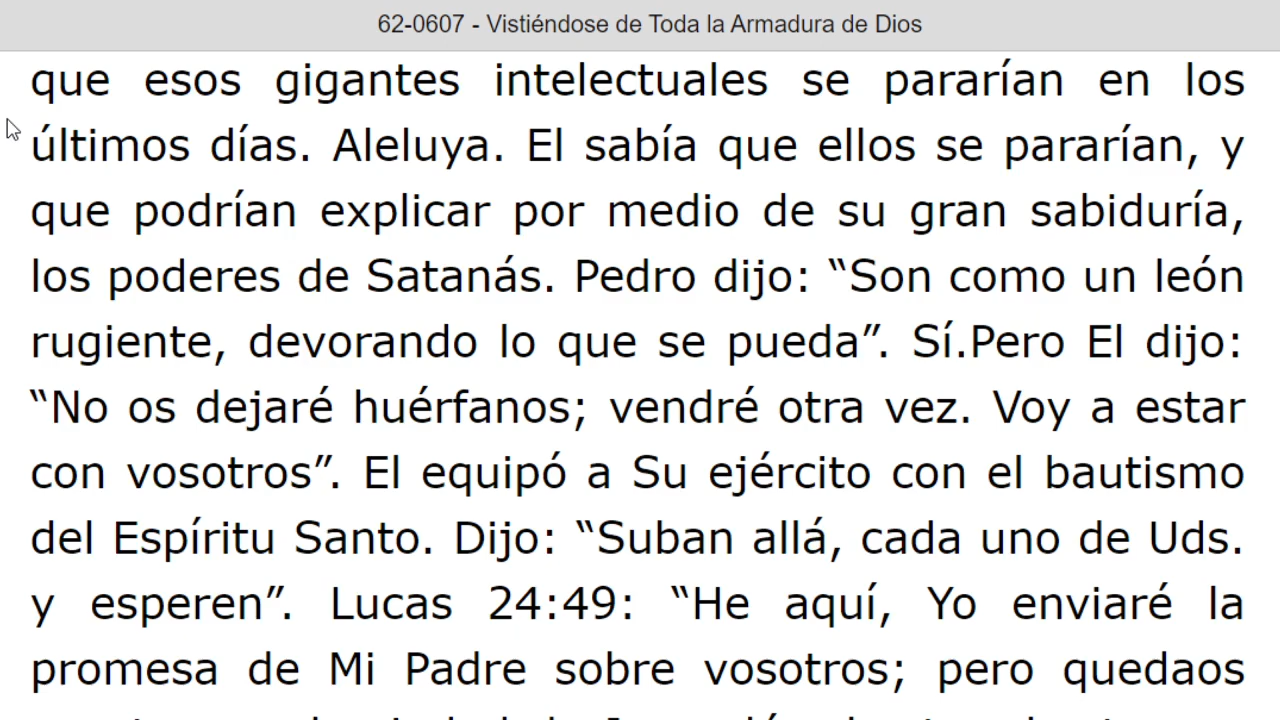 62-0607 - Vistiéndose de Toda la Armadura de Dios
que esos gigantes intelectuales se pararían en los
últimos días. Aleluya. El sabía que ellos se pararían, y
que podrían explicar por medio de su gran sabiduría,
los poderes de Satanás. Pedro dijo: “Son como un león
rugiente, devorando lo que se pueda”. Sí.Pero El dijo:
“No os dejaré huérfanos; vendré otra vez. Voy a estar
con vosotros”. El equipó a Su ejército con el bautismo
del Espíritu Santo. Dijo: “Suban allá, cada uno de Uds.
y esperen”. Lucas 24:49: “He aquí, Yo enviaré la
promesa de Mi Padre sobre vosotros; pero quedaos